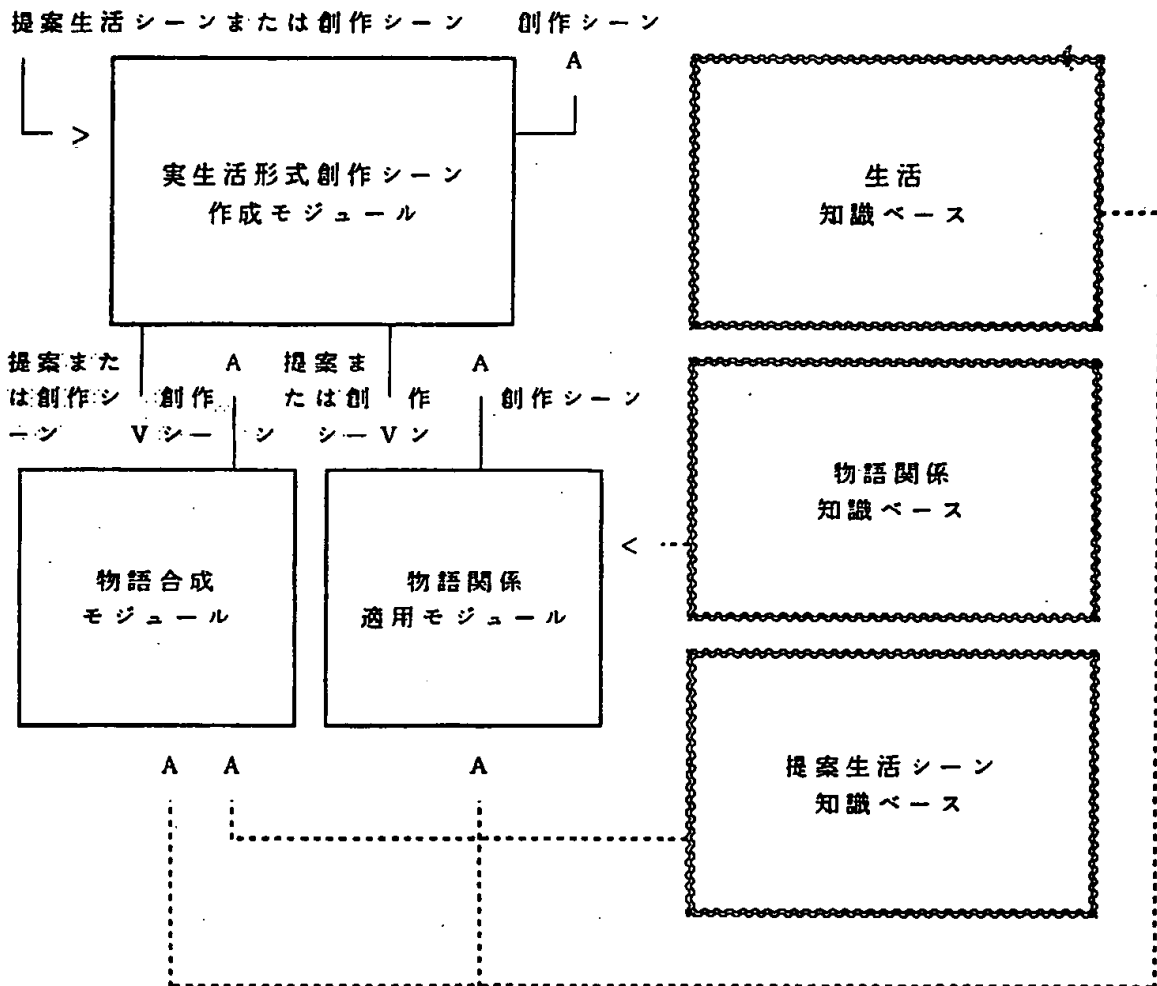 提案生活シーンまたは創作シーン
創作シーン
A
>
実生活形式創作シーン
作成モジュール
生活
知識ベース
提案また
は創作シ
ーン
V
A
創作
シーン
提案ま
たは創作
シーン
V
A
創作シーン
物語合成
モジュール
物語関係
適用モジュール
<
物語関係
知識ベース
提案生活シーン
知識ベース
A A A